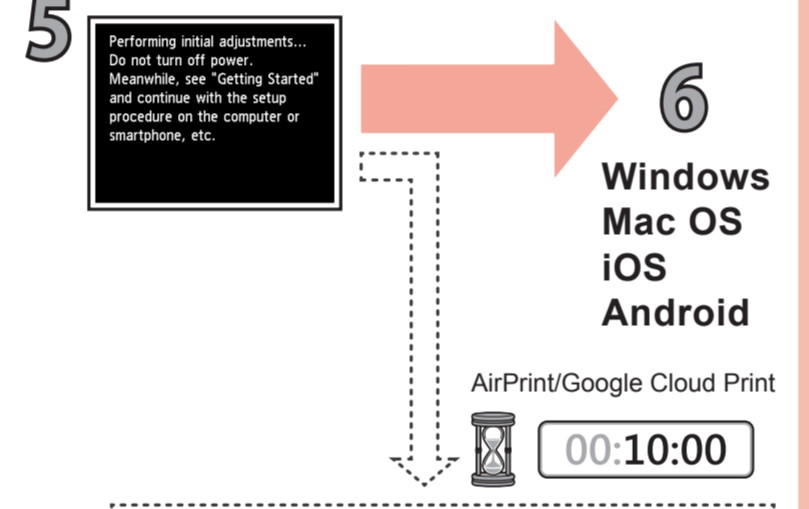 5
Performing initial adjustments...
Do not turn off power.
Meanwhile, see "Getting Started"
and continue with the setup
procedure on the computer or
smartphone, etc.
6
Windows
Mac OS
iOS
Android
AirPrint/Google Cloud Print
00:10:00